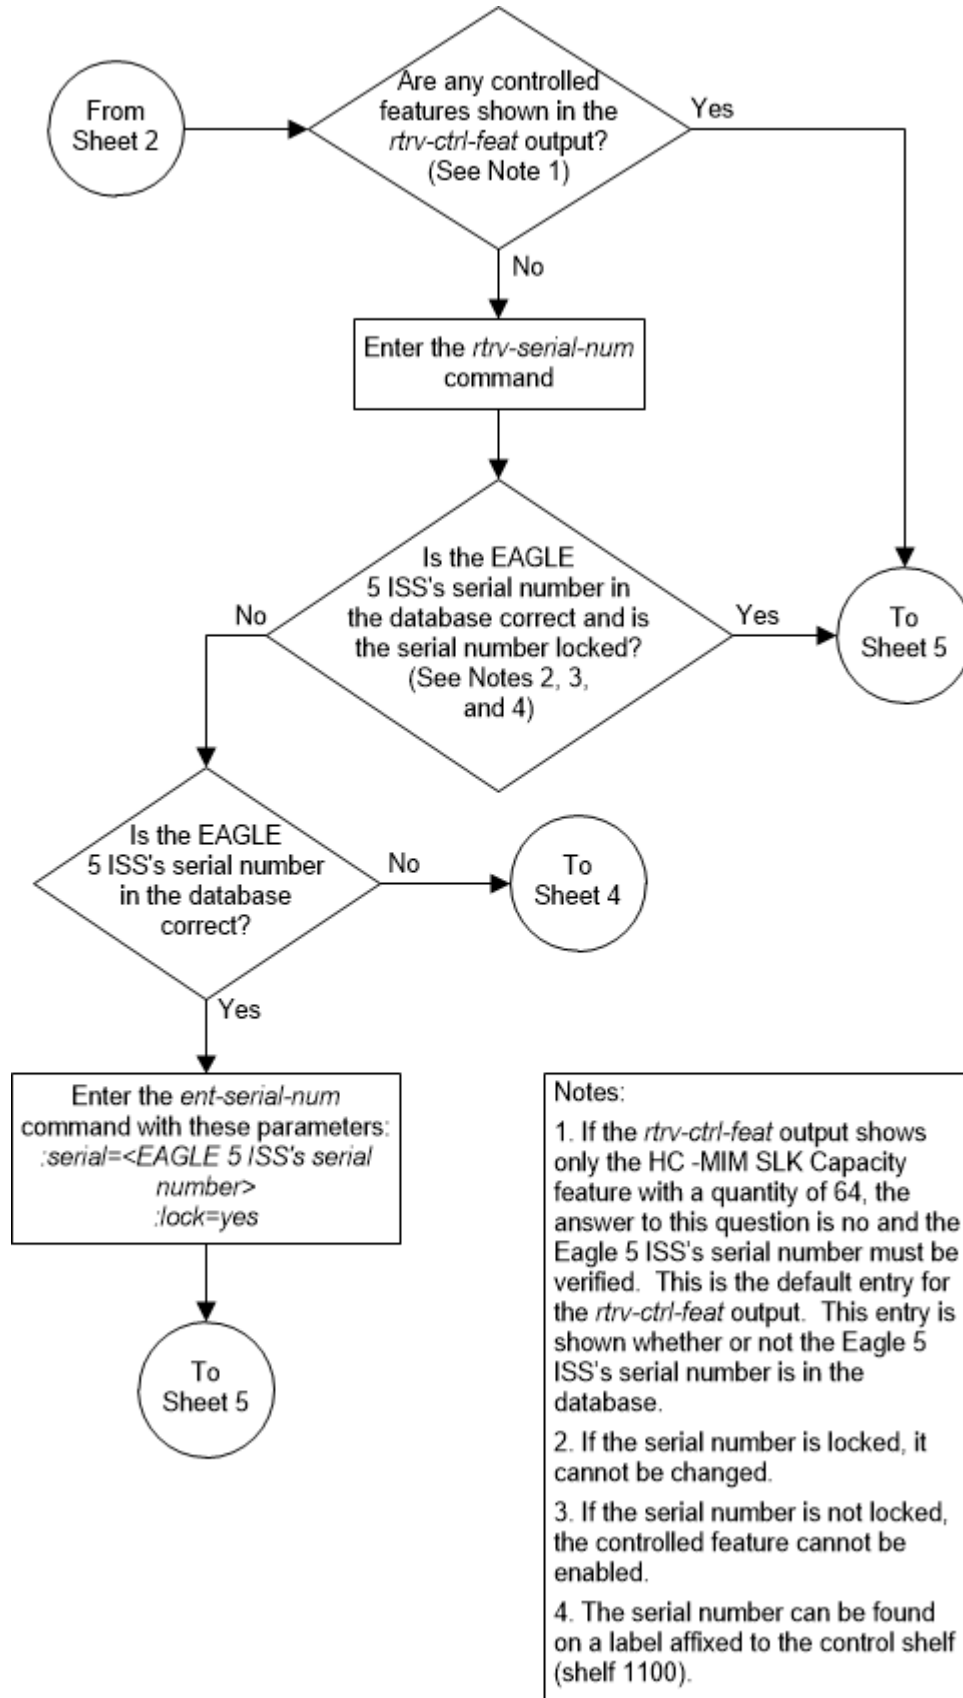 From
Sheet 2
Are any controlled
features shown in the
rtrv-ctrl-feat output?
(See Note 1)
Yes
No
Enter the rtrv-serial-num
command
Is the EAGLE
5 ISS's serial number in
the database correct and is
the serial number locked?
(See Notes 2, 3,
and 4)
No
Yes
To
Sheet 5
Is the EAGLE
5 ISS's serial number
in the database
correct?
No
To
Sheet 4
Yes
Enter the ent-serial-num
command with these parameters:
:serial=<EAGLE 5 ISS's serial
number>
:lock=yes
To
Sheet 5
Notes:
1. If the rtrv-ctrl-feat output shows
only the HC -MIM SLK Capacity
feature with a quantity of 64, the
answer to this question is no and the
Eagle 5 ISS's serial number must be
verified.  This is the default entry for
the rtrv-ctrl-feat output.  This entry is
shown whether or not the Eagle 5
ISS's serial number is in the
database.
2. If the serial number is locked, it
cannot be changed.
3. If the serial number is not locked,
the controlled feature cannot be
enabled.
4. The serial number can be found
on a label affixed to the control shelf
(shelf 1100).